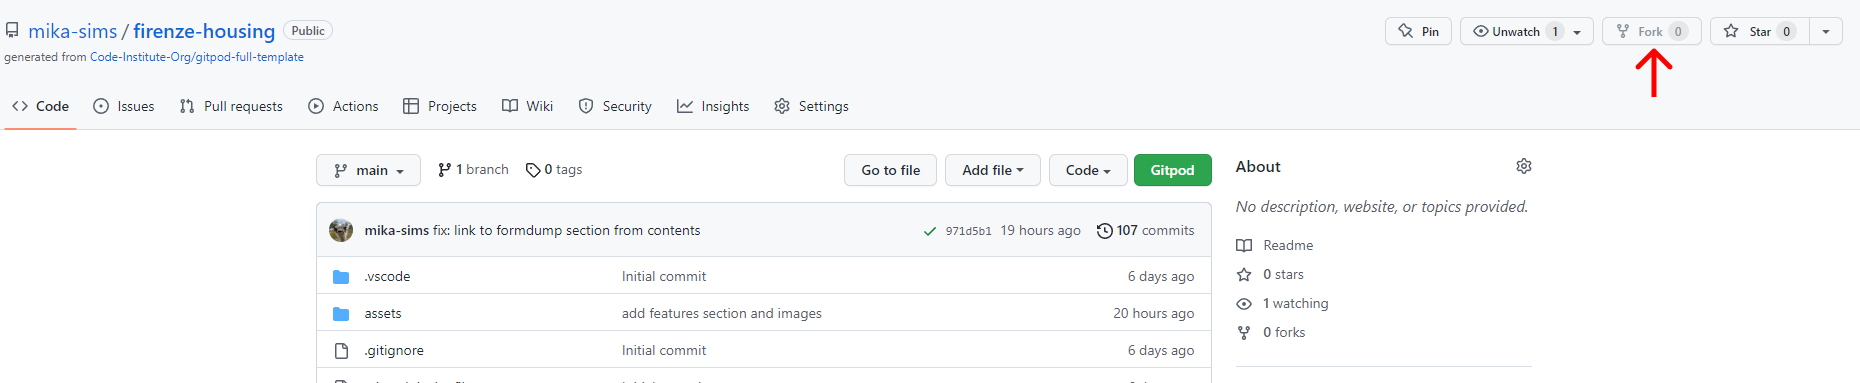 mika-sims / firenze-housing Public
Pin Unwatch 1 Fork 0 Star 0
generated from Code-Institute-Org/gitpod-full-template
Code Issues Pull requests Actions Projects Wiki Security Insights Settings
main 1 branch 0 tags Go to file Add file Code Gitpod
About
No description, website, or topics provided.
mika-sims fix: link to formdump section from contents 971d5b1 19 hours ago 107 commits
Readme
.vscode Initial commit 6 days ago
0 stars
1 watching
assets add features section and images 20 hours ago
0 forks
.gitignore Initial commit 6 days ago